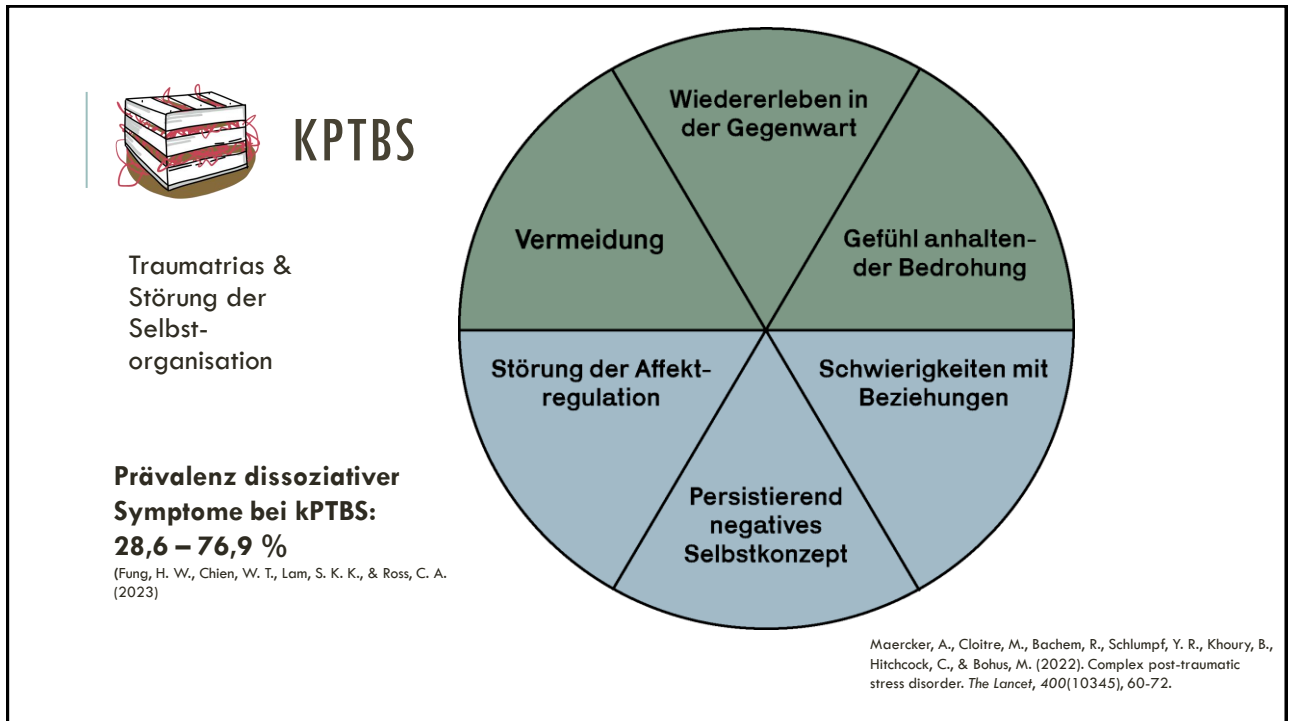 KPTBS
Traumatrias &
Störung der
Selbst-
organisation
Prävalenz dissoziativer
Symptome bei kPTBS:
28,6 – 76,9 %
(Fung, H. W., Chien, W. T., Lam, S. K. K., & Ross, C. A.
(2023)
Wiedererleben in
der Gegenwart
Vermeidung
Gefühl anhalten-
der Bedrohung
Störung der Affekt-
regulation
Schwierigkeiten mit
Beziehungen
Persistierend
negatives
Selbstkonzept
Maercker, A., Cloitre, M., Bachem, R., Schlumpf, Y. R., Khoury, B.,
Hitchcock, C., & Bohus, M. (2022). Complex post-traumatic
stress disorder. The Lancet, 400(10345), 60-72.